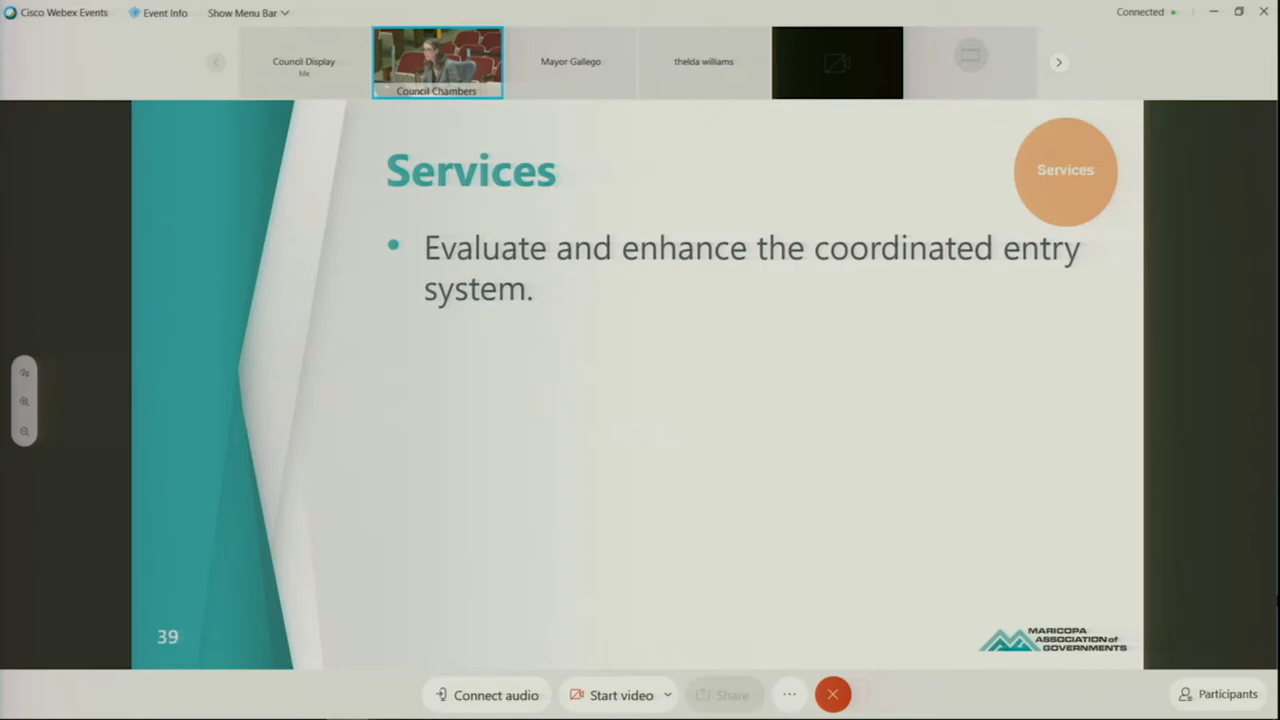 Cisco Webex Events
Event Info
Show Menu Bar
Connected
Council Display
Me
Council Chambers
Mayor Gallego
thelda williams
Services
Services
• Evaluate and enhance the coordinated entry
system.
39
MARICOPA
ASSOCIATION of
GOVERNMENTS
Connect audio
Start video
Share
...
Participants